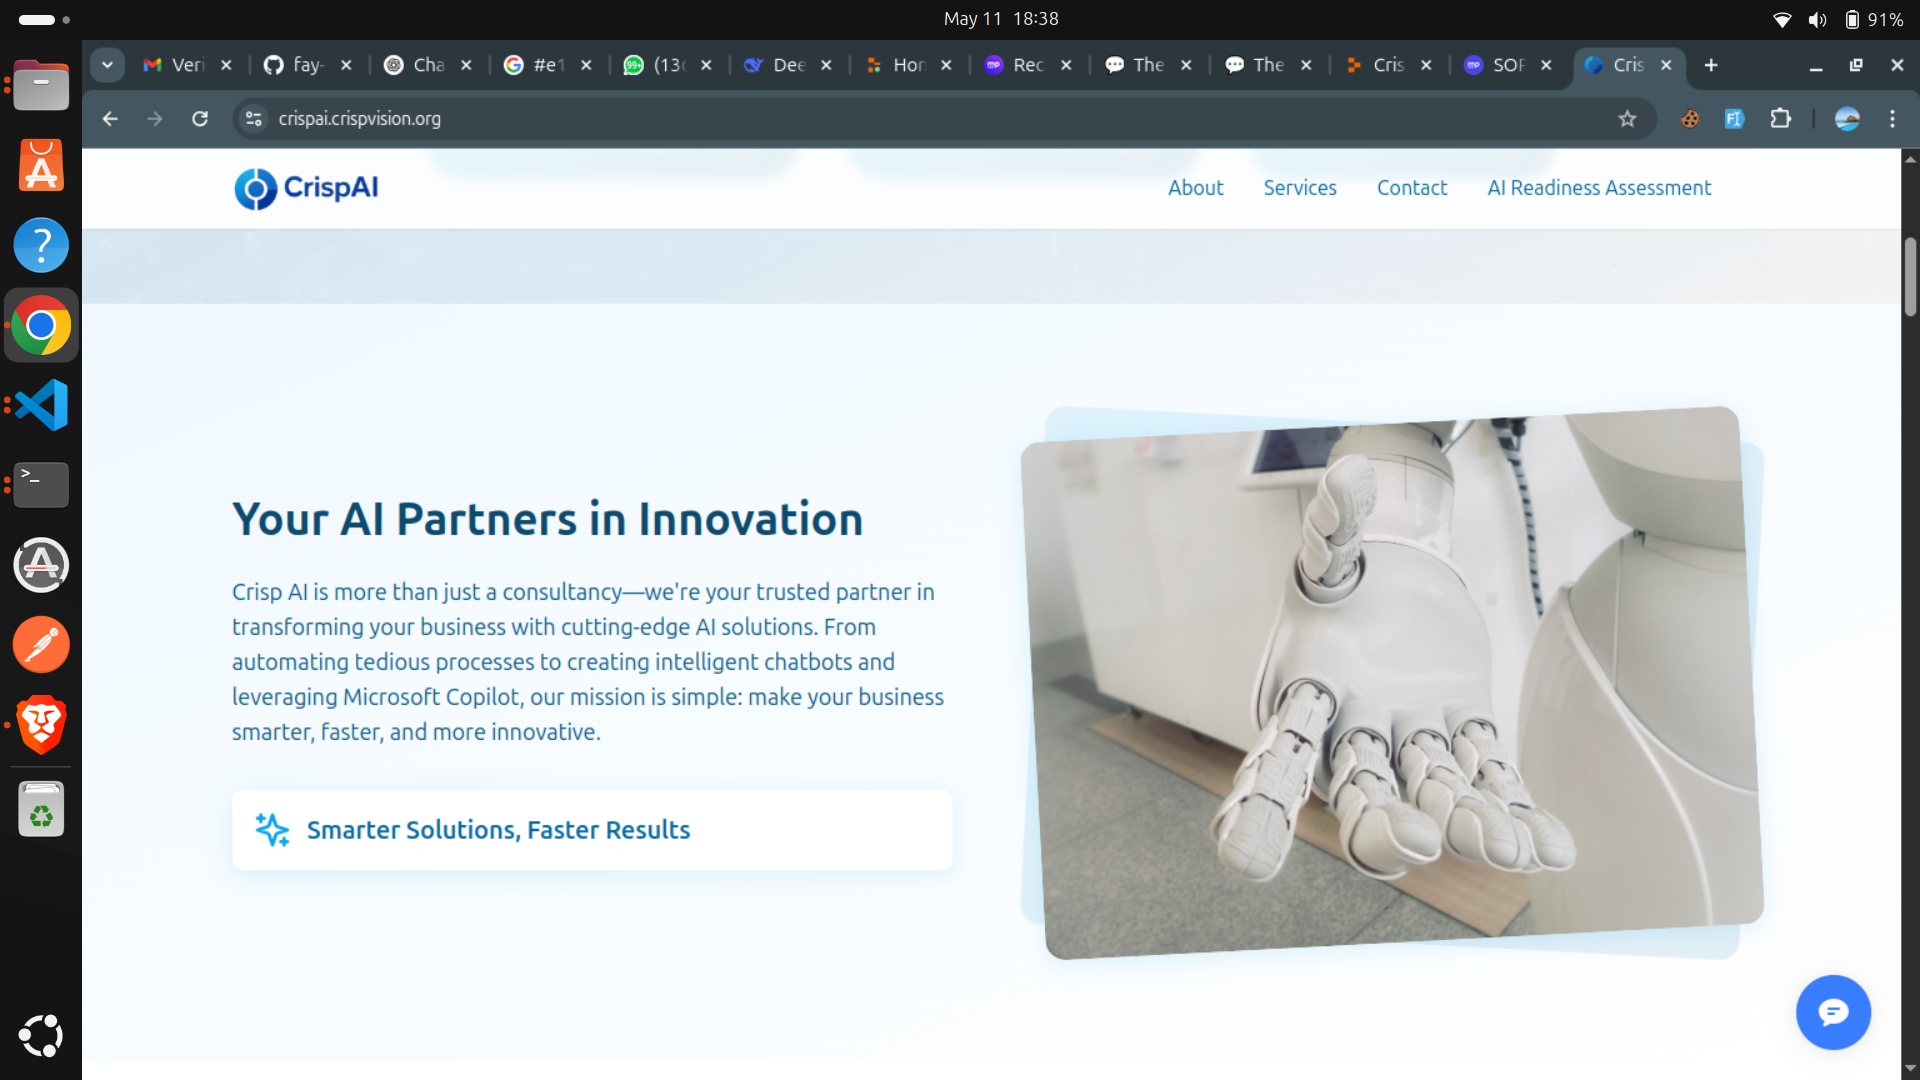 May 11 18:38
91%
Veri
fay-
Cha
#e1
(13
Dee
Hon
Rec
The
The
Cris
SOF
Cris
crispai.crispvision.org
CrispAI
About
Services
Contact
AI Readiness Assessment
Your AI Partners in Innovation
Crisp AI is more than just a consultancy—we're your trusted partner in
transforming your business with cutting-edge AI solutions. From
automating tedious processes to creating intelligent chatbots and
leveraging Microsoft Copilot, our mission is simple: make your business
smarter, faster, and more innovative.
Smarter Solutions, Faster Results